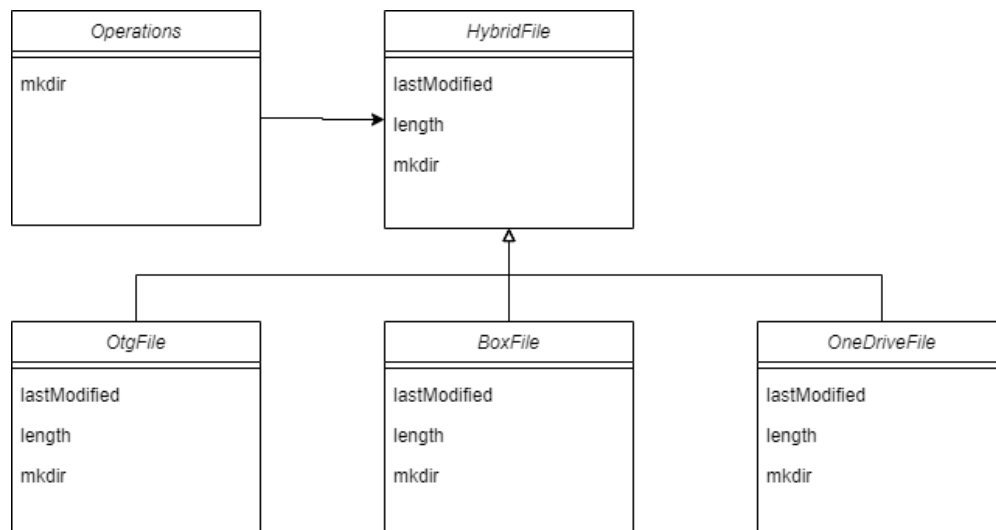 Operations
mkdir
HybridFile
lastModified
length
mkdir
OtgFile
lastModified
length
mkdir
BoxFile
lastModified
length
mkdir
OneDriveFile
lastModified
length
mkdir